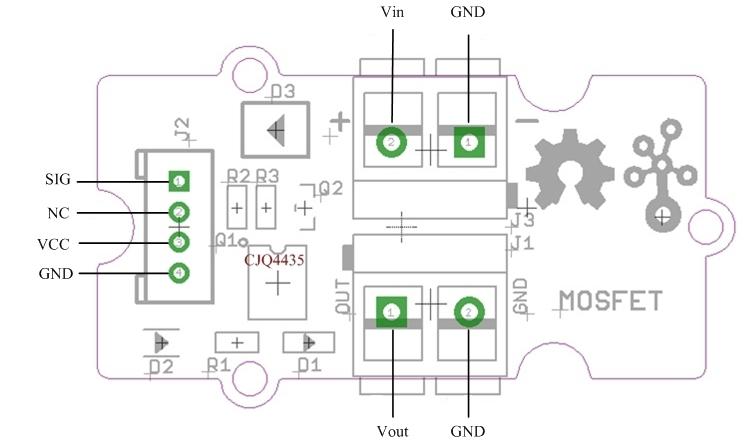 Vin GND
D3
+ -
J2
2 1
SIG 1
R2 R3
Q2
NC 2
J3
VCC 3
Q1
J1
CJQ4435
GND 4
OUT
GND
MOSFET
1 2
D2 R1 D1
Vout GND